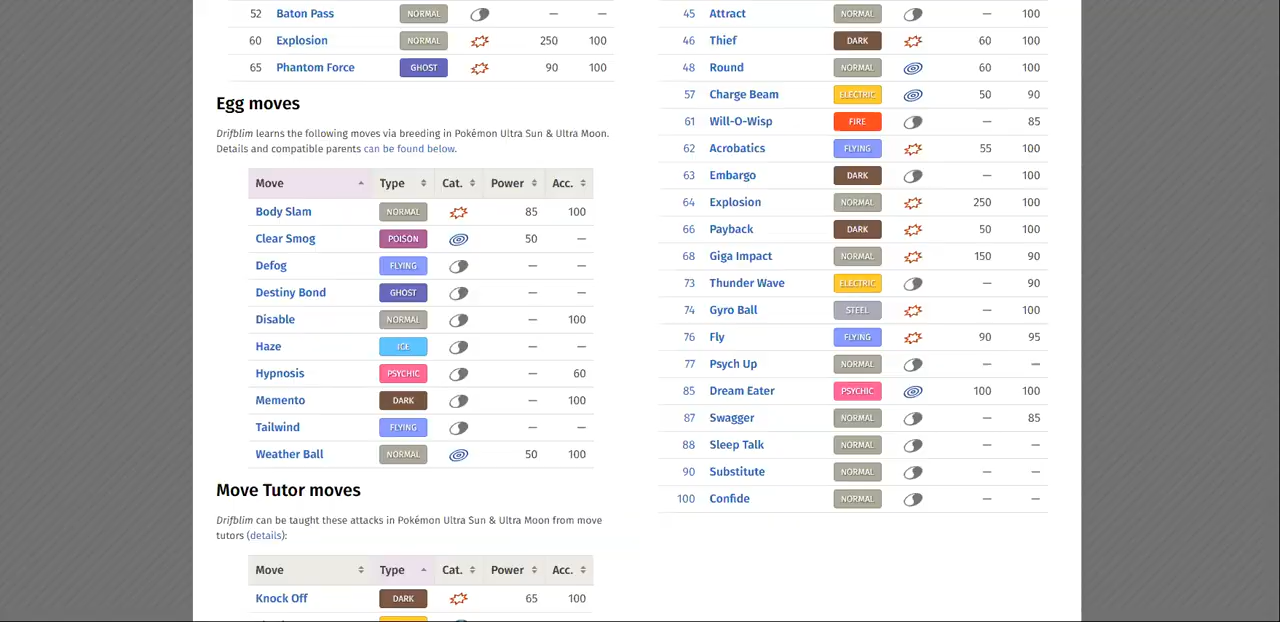 52 Baton Pass NORMAL — —
60 Explosion NORMAL 250 100
65 Phantom Force GHOST 90 100
Egg moves
Drifblim learns the following moves via breeding in Pokémon Ultra Sun & Ultra Moon.
Details and compatible parents can be found below.
Move Type Cat. Power Acc.
Body Slam NORMAL 85 100
Clear Smog POISON 50 —
Defog FLYING — —
Destiny Bond GHOST — —
Disable NORMAL — 100
Haze ICE — —
Hypnosis PSYCHIC — 60
Memento DARK — 100
Tailwind FLYING — —
Weather Ball NORMAL 50 100
Move Tutor moves
Drifblim can be taught these attacks in Pokémon Ultra Sun & Ultra Moon from move
tutors (details):
Move Type Cat. Power Acc.
Knock Off DARK 65 100
45 Attract NORMAL — 100
46 Thief DARK 60 100
48 Round NORMAL 60 100
57 Charge Beam ELECTRIC 50 90
61 Will-O-Wisp FIRE — 85
62 Acrobatics FLYING 55 100
63 Embargo DARK — 100
64 Explosion NORMAL 250 100
66 Payback DARK 50 100
68 Giga Impact NORMAL 150 90
73 Thunder Wave ELECTRIC — 90
74 Gyro Ball STEEL — 100
76 Fly FLYING 90 95
77 Psych Up NORMAL — —
85 Dream Eater PSYCHIC 100 100
87 Swagger NORMAL — 85
88 Sleep Talk NORMAL — —
90 Substitute NORMAL — —
100 Confide NORMAL — —